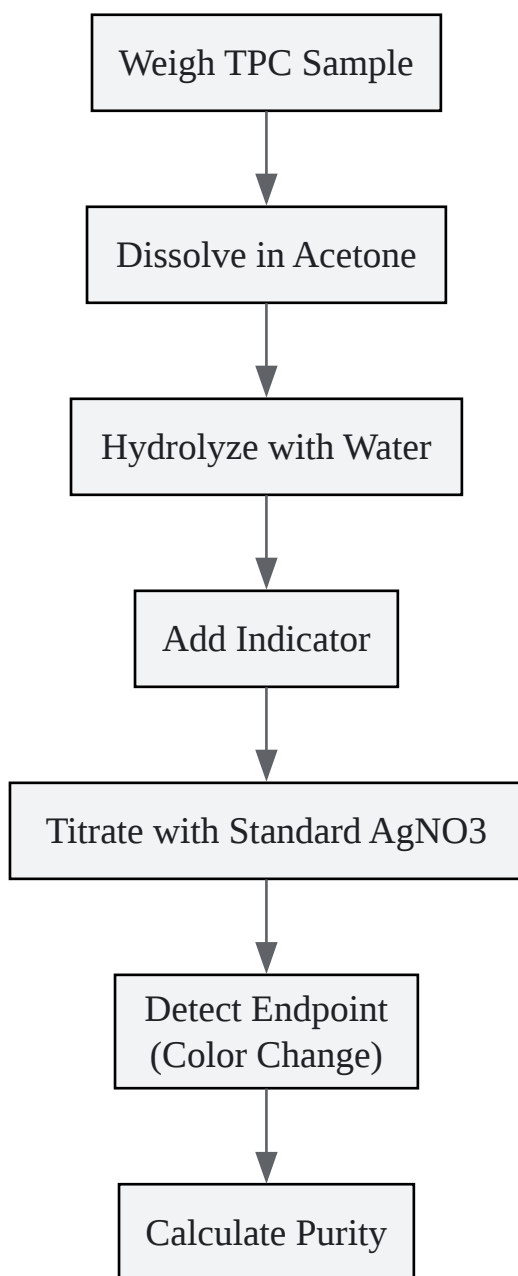 Weigh TPC Sample
Dissolve in Acetone
Hydrolyze with Water
Add Indicator
Titrate with Standard AgNO3
Detect Endpoint
(Color Change)
Calculate Purity